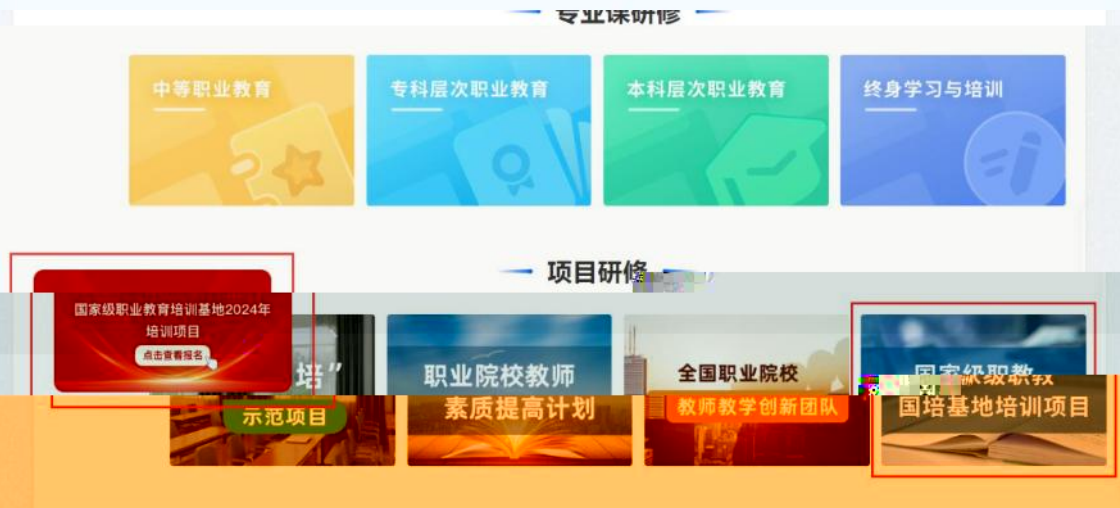 专业课研修
中等职业教育
专科层次职业教育
本科层次职业教育
终身学习与培训
项目研修
国家级职业教育培训基地2024年
培训项目
点击查看报名
培”
示范项目
职业院校教师
素质提高计划
全国职业院校
教师教学创新团队
国家级职教
国培基地培训项目